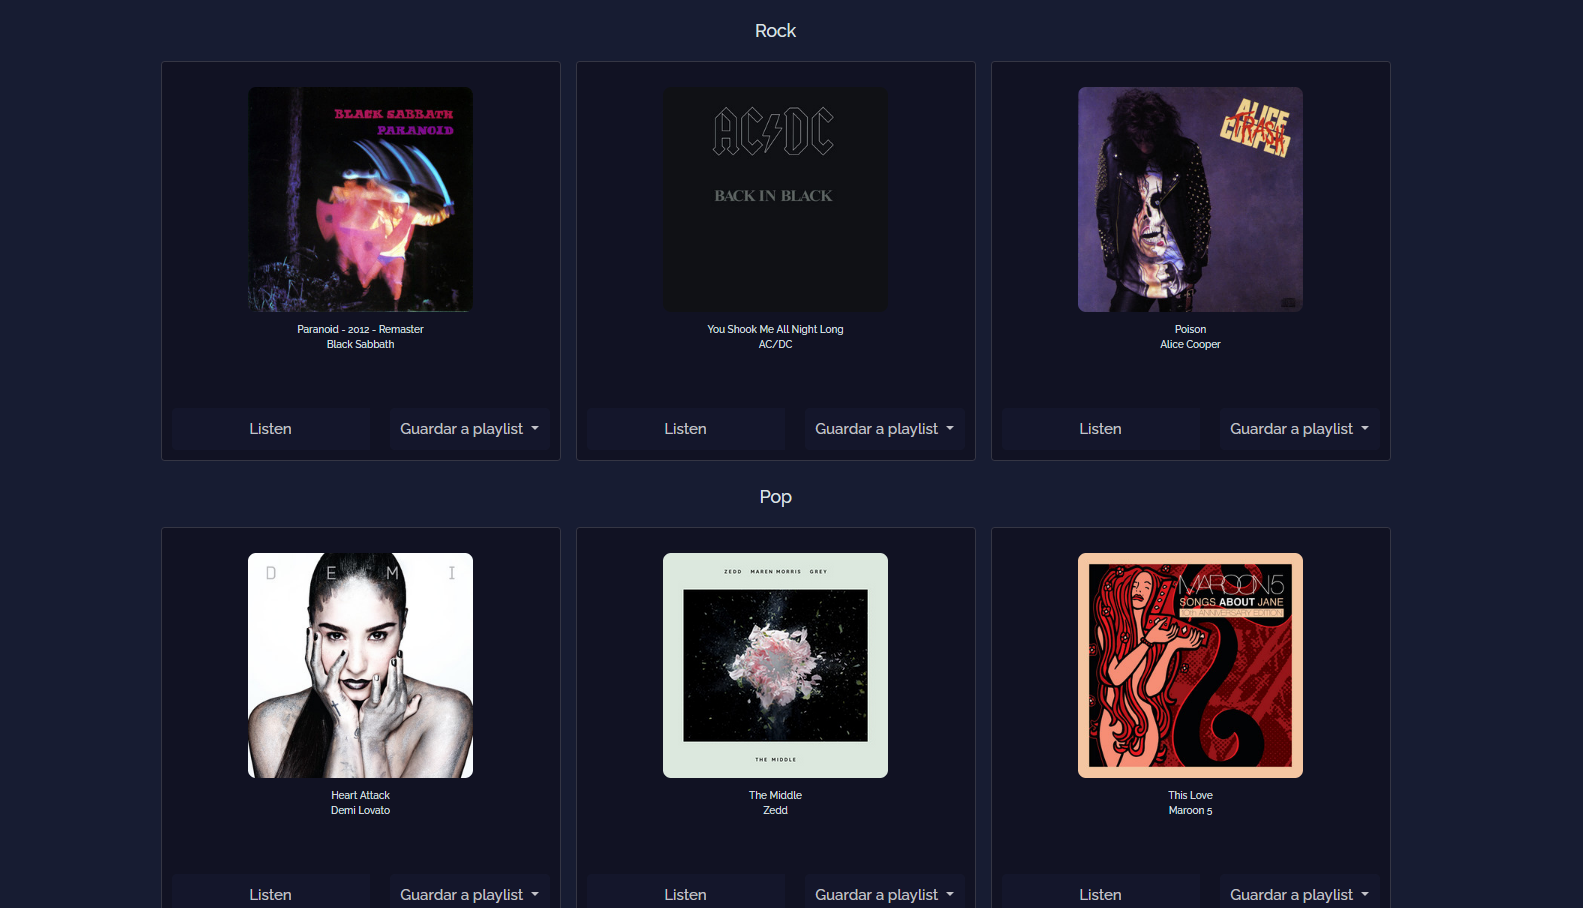 Rock
BLACK SABBATH
PARANOID
AC/DC
BACK IN BLACK
ALICE
COOPER
TRASH
Paranoid - 2012 - Remaster
Black Sabbath
You Shook Me All Night Long
AC/DC
Poison
Alice Cooper
Listen
Guardar a playlist
Listen
Guardar a playlist
Listen
Guardar a playlist
Pop
D E M I
ZEDD MAREN MORRIS GREY
THE MIDDLE
MAROON5
SONGS ABOUT JANE
10TH ANNIVERSARY EDITION
Heart Attack
Demi Lovato
The Middle
Zedd
This Love
Maroon 5
Listen
Guardar a playlist
Listen
Guardar a playlist
Listen
Guardar a playlist